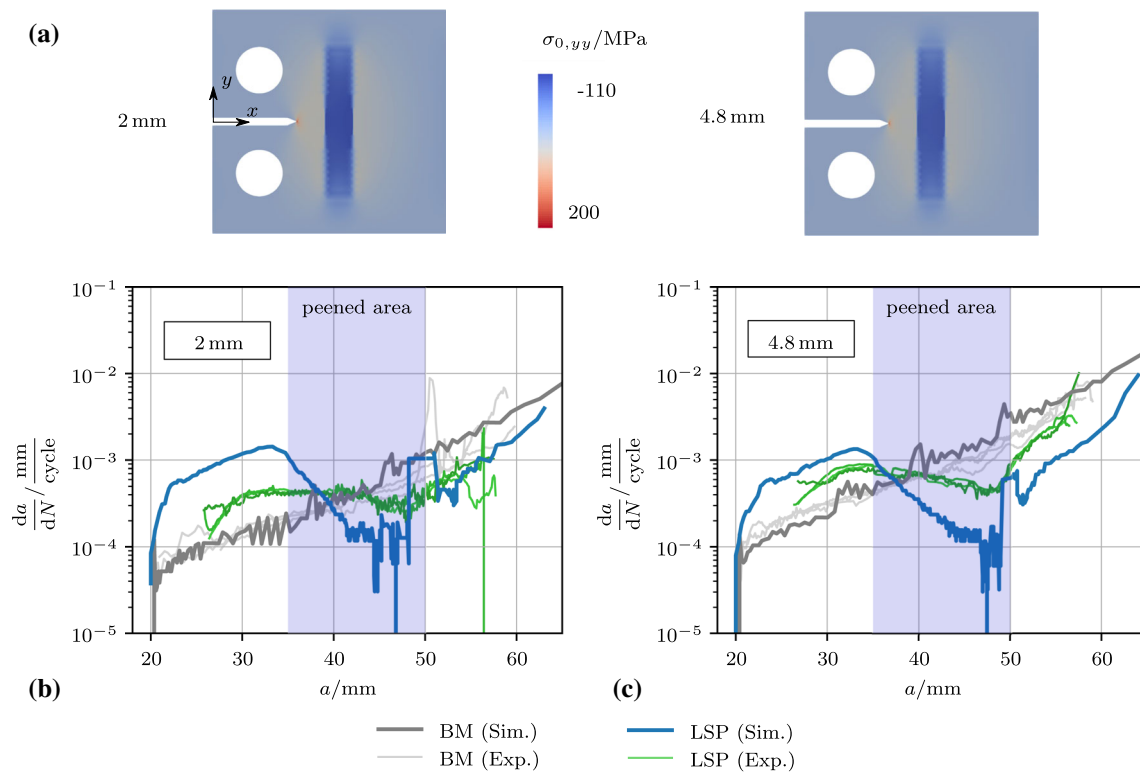 (a)
σ₀,yy/MPa
-110
200
2 mm
y
x
4.8 mm
10⁻¹
10⁻²
10⁻³
10⁻⁴
10⁻⁵
da/dN / mm/cycle
peened area
2 mm
20 30 40 50 60
a/mm
(b)
10⁻¹
10⁻²
10⁻³
10⁻⁴
10⁻⁵
da/dN / mm/cycle
peened area
4.8 mm
20 30 40 50 60
a/mm
(c)
BM (Sim.)
BM (Exp.)
LSP (Sim.)
LSP (Exp.)